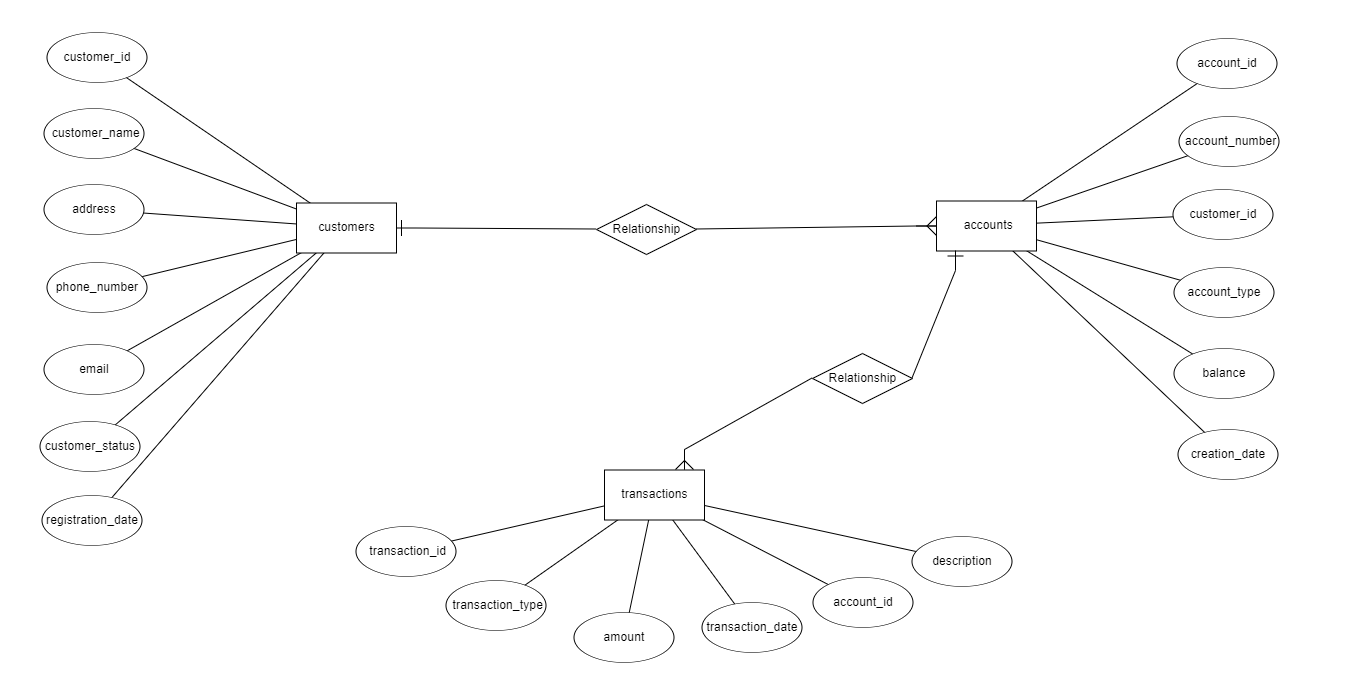 customer_id
customer_name
address
phone_number
email
customer_status
registration_date
customers
Relationship
accounts
account_id
account_number
customer_id
account_type
balance
creation_date
Relationship
transactions
transaction_id
transaction_type
amount
transaction_date
account_id
description